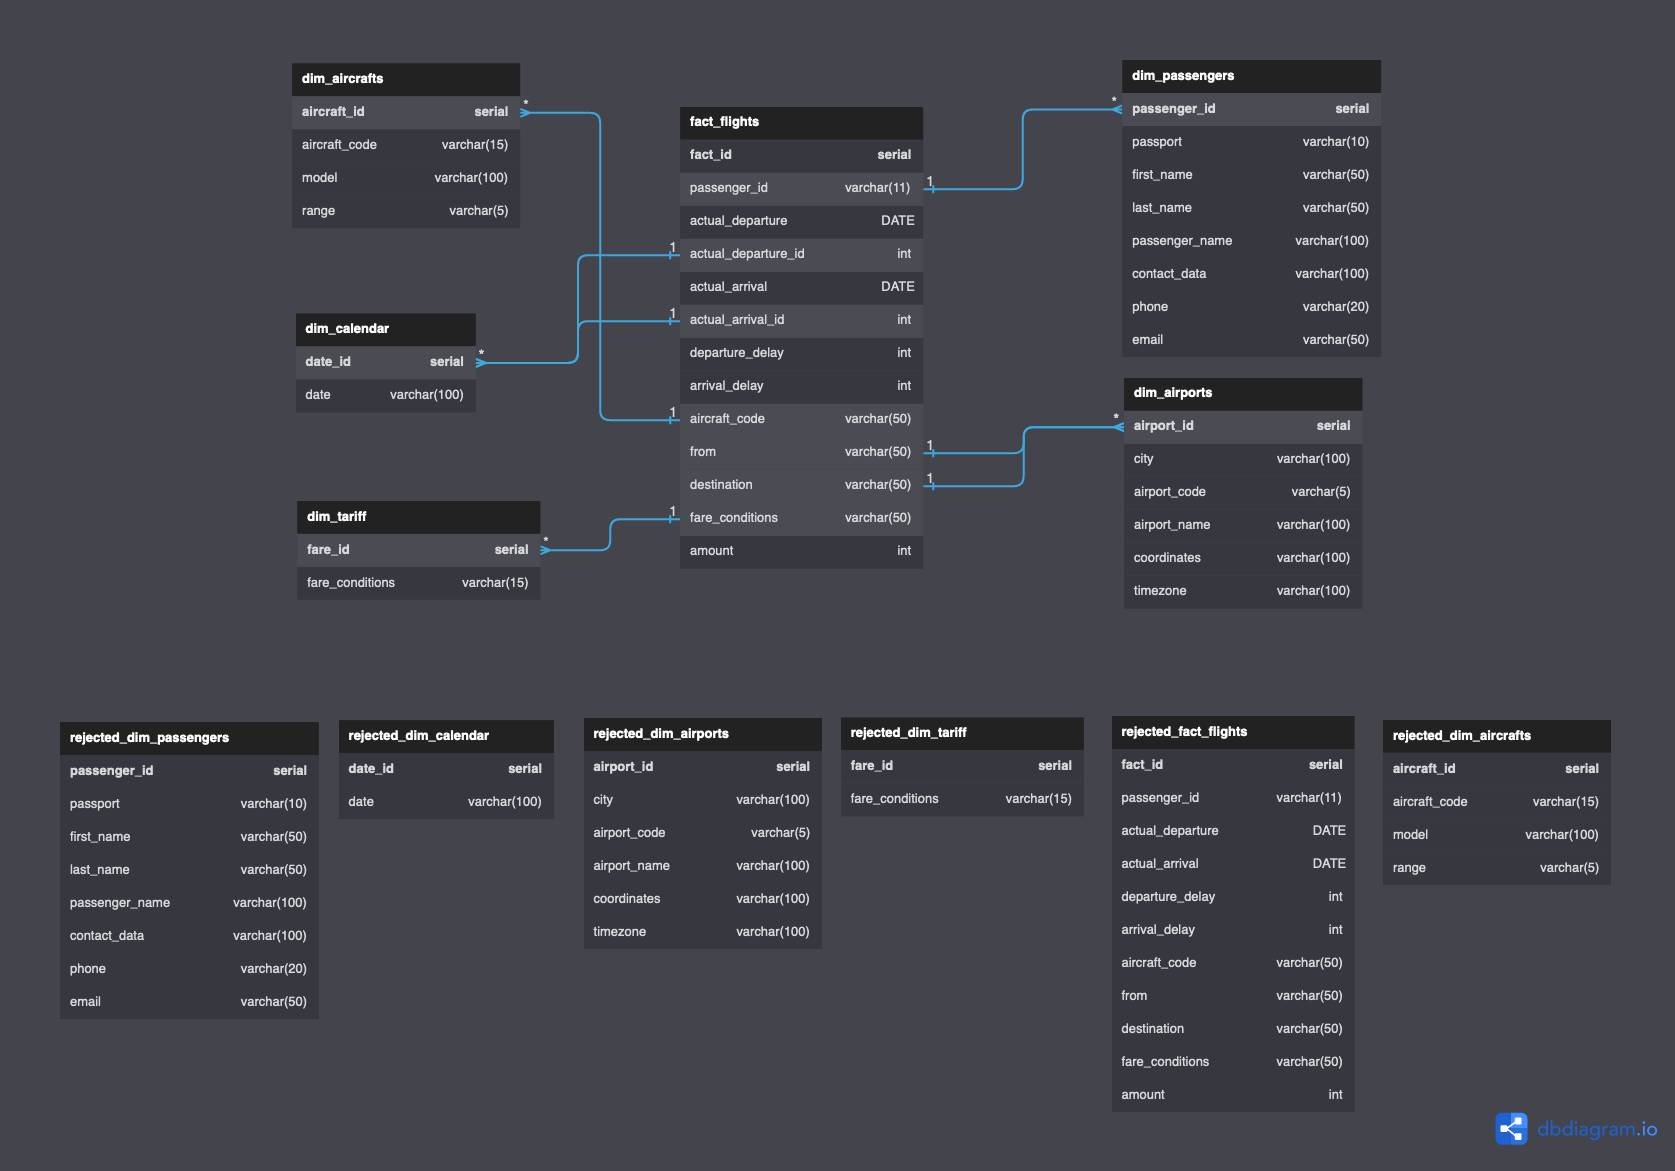 dim_aircrafts
aircraft_id serial *
aircraft_code varchar(15)
model varchar(100)
range varchar(5)
dim_calendar
date_id serial *
date varchar(100)
dim_tariff
fare_id serial *
fare_conditions varchar(15)
fact_flights
fact_id serial
passenger_id varchar(11) 1
actual_departure DATE
1 actual_departure_id int
actual_arrival DATE
1 actual_arrival_id int
departure_delay int
arrival_delay int
1 aircraft_code varchar(50)
from varchar(50) 1
destination varchar(50) 1
1 fare_conditions varchar(50)
amount int
dim_passengers
* passenger_id serial
passport varchar(10)
first_name varchar(50)
last_name varchar(50)
passenger_name varchar(100)
contact_data varchar(100)
phone varchar(20)
email varchar(50)
dim_airports
* airport_id serial
city varchar(100)
airport_code varchar(5)
airport_name varchar(100)
coordinates varchar(100)
timezone varchar(100)
rejected_dim_passengers
passenger_id serial
passport varchar(10)
first_name varchar(50)
last_name varchar(50)
passenger_name varchar(100)
contact_data varchar(100)
phone varchar(20)
email varchar(50)
rejected_dim_calendar
date_id serial
date varchar(100)
rejected_dim_airports
airport_id serial
city varchar(100)
airport_code varchar(5)
airport_name varchar(100)
coordinates varchar(100)
timezone varchar(100)
rejected_dim_tariff
fare_id serial
fare_conditions varchar(15)
rejected_fact_flights
fact_id serial
passenger_id varchar(11)
actual_departure DATE
actual_arrival DATE
departure_delay int
arrival_delay int
aircraft_code varchar(50)
from varchar(50)
destination varchar(50)
fare_conditions varchar(50)
amount int
rejected_dim_aircrafts
aircraft_id serial
aircraft_code varchar(15)
model varchar(100)
range varchar(5)
dbdiagram.io